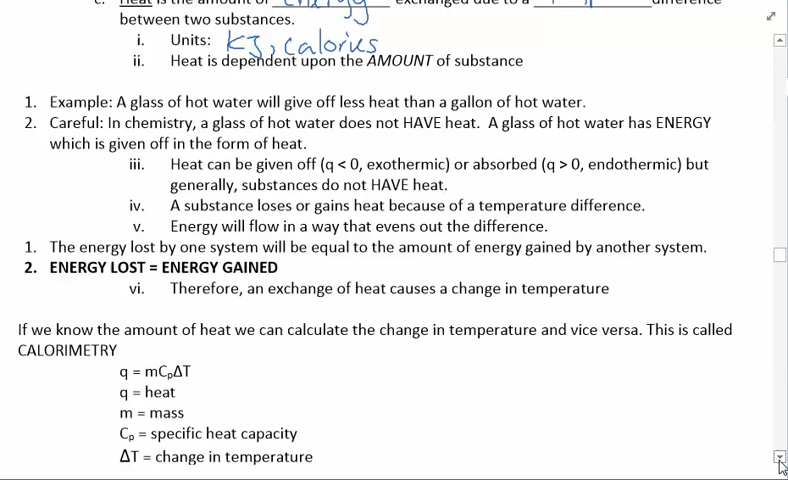 c. Heat is the amount of energy exchanged due to a difference
between two substances.
i. Units: KJ, calories
ii. Heat is dependent upon the AMOUNT of substance
1. Example: A glass of hot water will give off less heat than a gallon of hot water.
2. Careful: In chemistry, a glass of hot water does not HAVE heat. A glass of hot water has ENERGY
which is given off in the form of heat.
iii. Heat can be given off (q < 0, exothermic) or absorbed (q > 0, endothermic) but
generally, substances do not HAVE heat.
iv. A substance loses or gains heat because of a temperature difference.
v. Energy will flow in a way that evens out the difference.
1. The energy lost by one system will be equal to the amount of energy gained by another system.
2. ENERGY LOST = ENERGY GAINED
vi. Therefore, an exchange of heat causes a change in temperature
If we know the amount of heat we can calculate the change in temperature and vice versa. This is called
CALORIMETRY
q = mCₚΔT
q = heat
m = mass
Cₚ = specific heat capacity
ΔT = change in temperature